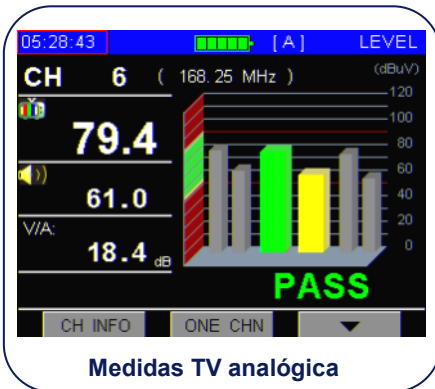 05:28:43 [ A ] LEVEL
CH 6 ( 168. 25 MHz ) (dBuV)
120
100
79.4
80
60
61.0
40
V/A:
20
18.4 dB
0
PASS
CH INFO ONE CHN
Medidas TV analógica